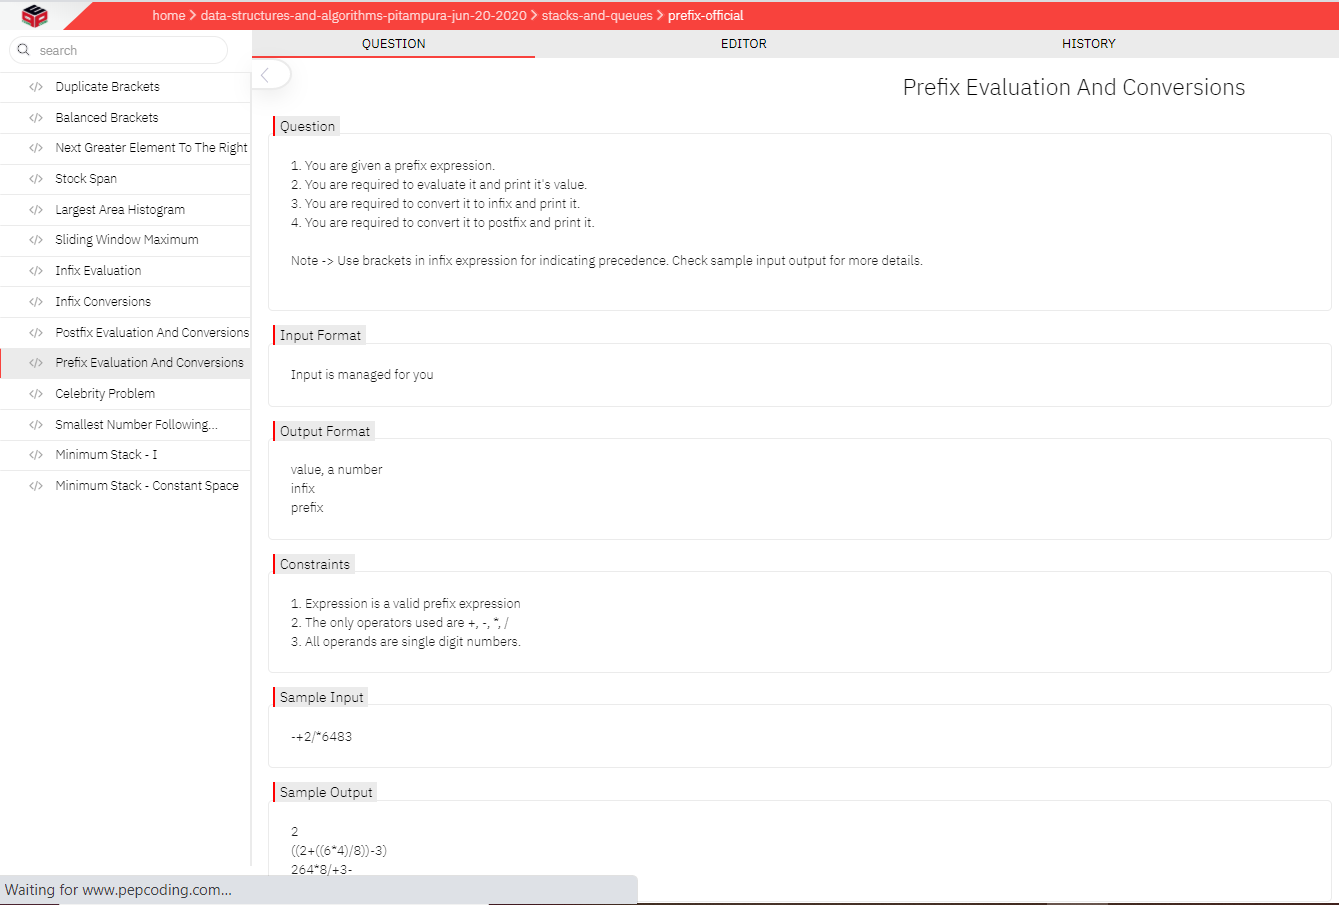 home > data-structures-and-algorithms-pitampura-jun-20-2020 > stacks-and-queues > prefix-official
search
QUESTION
EDITOR
HISTORY
Duplicate Brackets
Balanced Brackets
Next Greater Element To The Right
Stock Span
Largest Area Histogram
Sliding Window Maximum
Infix Evaluation
Infix Conversions
Postfix Evaluation And Conversions
Prefix Evaluation And Conversions
Celebrity Problem
Smallest Number Following...
Minimum Stack - I
Minimum Stack - Constant Space
Prefix Evaluation And Conversions
Question
1. You are given a prefix expression.
2. You are required to evaluate it and print it's value.
3. You are required to convert it to infix and print it.
4. You are required to convert it to postfix and print it.
Note -> Use brackets in infix expression for indicating precedence. Check sample input output for more details.
Input Format
Input is managed for you
Output Format
value, a number
infix
prefix
Constraints
1. Expression is a valid prefix expression
2. The only operators used are +, -, *, /
3. All operands are single digit numbers.
Sample Input
-+2/*6483
Sample Output
2
((2+((6*4)/8))-3)
264*8/+3-
Waiting for www.pepcoding.com...